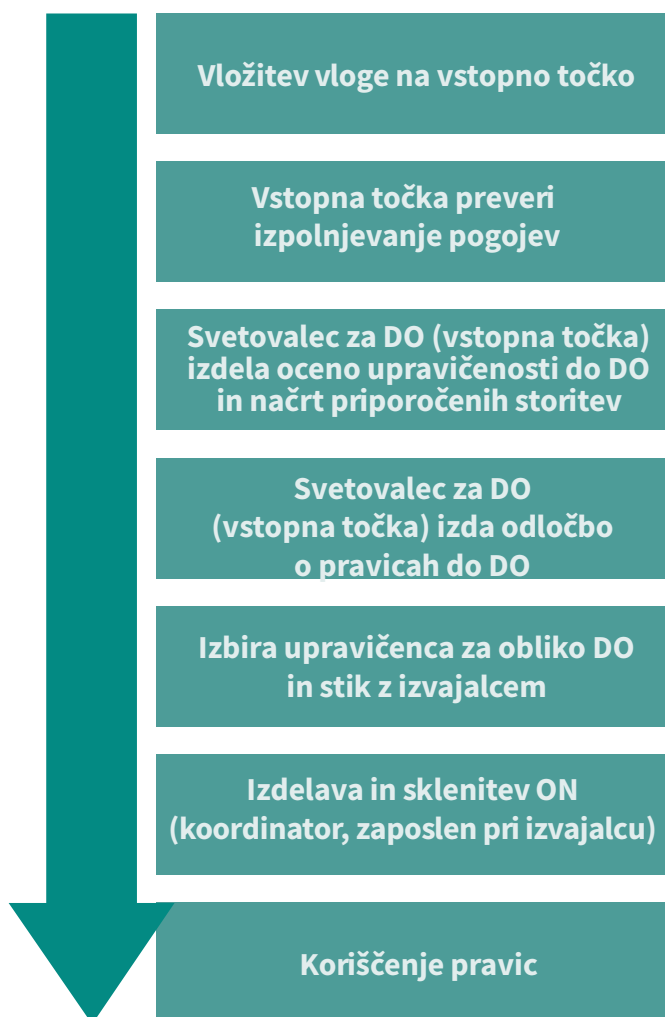 Vložitev vloge na vstopno točko
Vstopna točka preveri
izpolnjevanje pogojev
Svetovalec za DO (vstopna točka)
izdela oceno upravičenosti do DO
in načrt priporočenih storitev
Svetovalec za DO
(vstopna točka) izda odločbo
o pravicah do DO
Izbira upravičenca za obliko DO
in stik z izvajalcem
Izdelava in sklenitev ON
(koordinator, zaposlen pri izvajalcu)
Koriščenje pravic